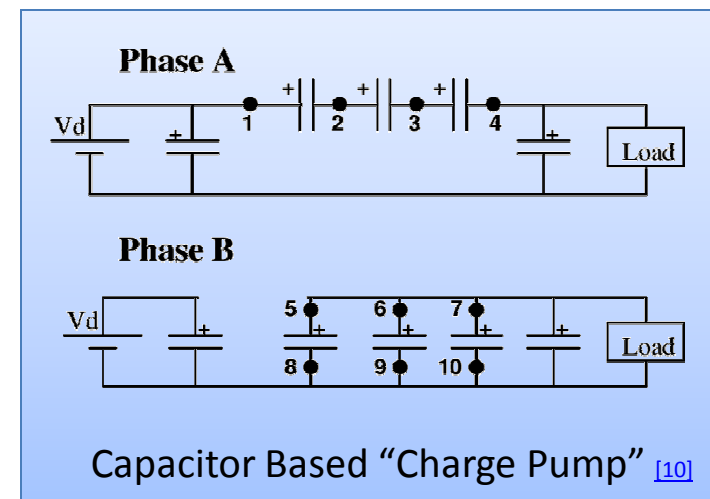 Phase A
+ + +
1 2 3 4
Vd + + Load
Phase B
5 6 7
Vd + + + + + Load
8 9 10
Capacitor Based “Charge Pump” [10]